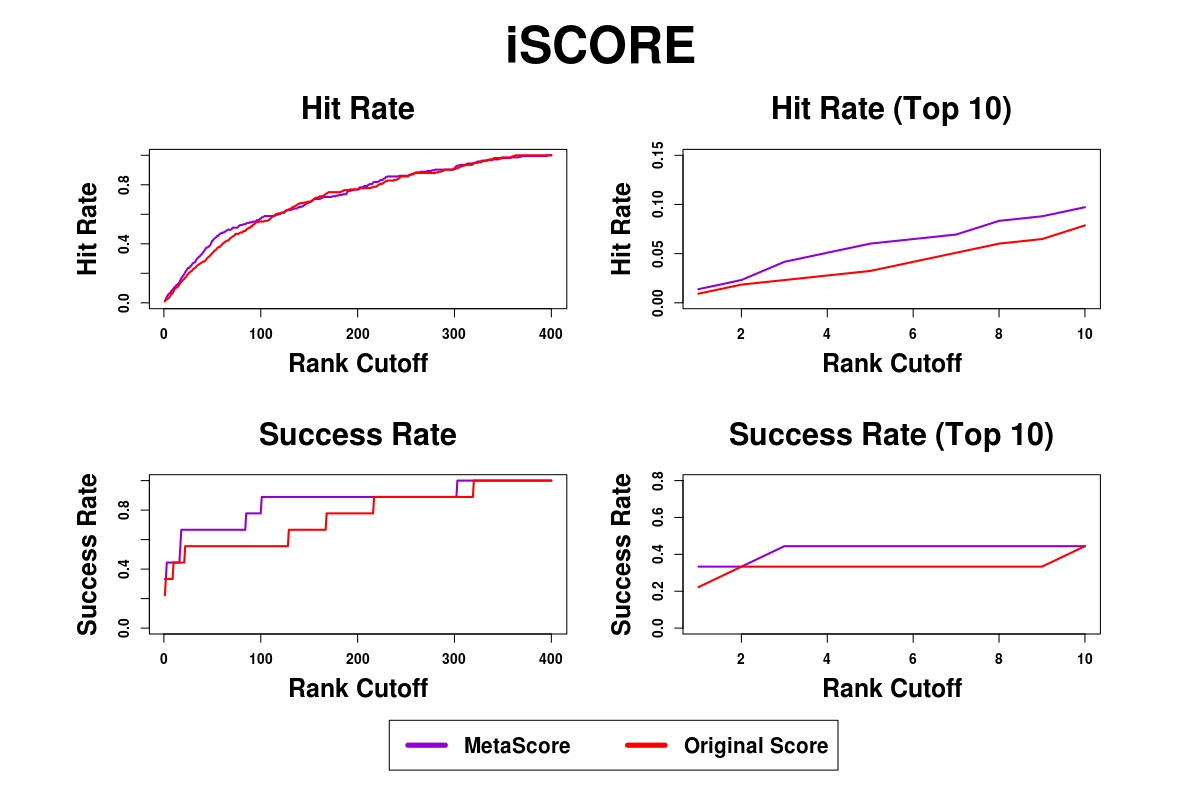 iSCORE
Hit Rate
Hit Rate
0.0 0.4 0.8
0 100 200 300 400
Rank Cutoff
Hit Rate (Top 10)
Hit Rate
0.00 0.05 0.10 0.15
2 4 6 8 10
Rank Cutoff
Success Rate
Success Rate
0.0 0.4 0.8
0 100 200 300 400
Rank Cutoff
Success Rate (Top 10)
Success Rate
0.0 0.2 0.4 0.6 0.8
2 4 6 8 10
Rank Cutoff
MetaScore
Original Score